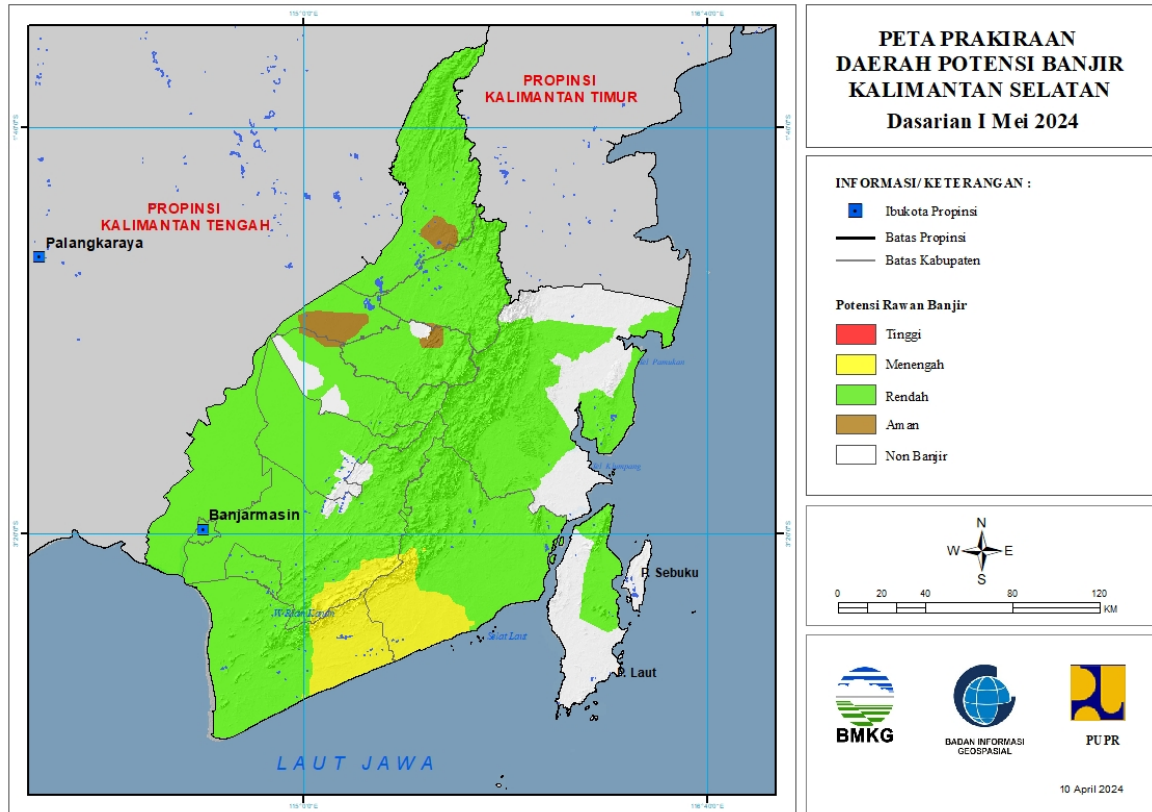 PETA PRAKIRAAN
DAERAH POTENSI BANJIR
KALIMANTAN SELATAN
Dasarian I Mei 2024
INFORMASI/ KETERANGAN :
Ibukota Propinsi
Batas Propinsi
Batas Kabupaten
Potensi Rawan Banjir
Tinggi
Menengah
Rendah
Aman
Non Banjir
N
W E
S
0 20 40 80 120
KM
BMKG
BADAN INFORMASI
GEOSPASIAL
PUPR
10 April 2024
PROPINSI
KALIMANTAN TIMUR
PROPINSI
KALIMANTAN TENGAH
Palangkaraya
Banjarmasin
P. Sebuku
P. Laut
Selat Laut
LAUT JAWA